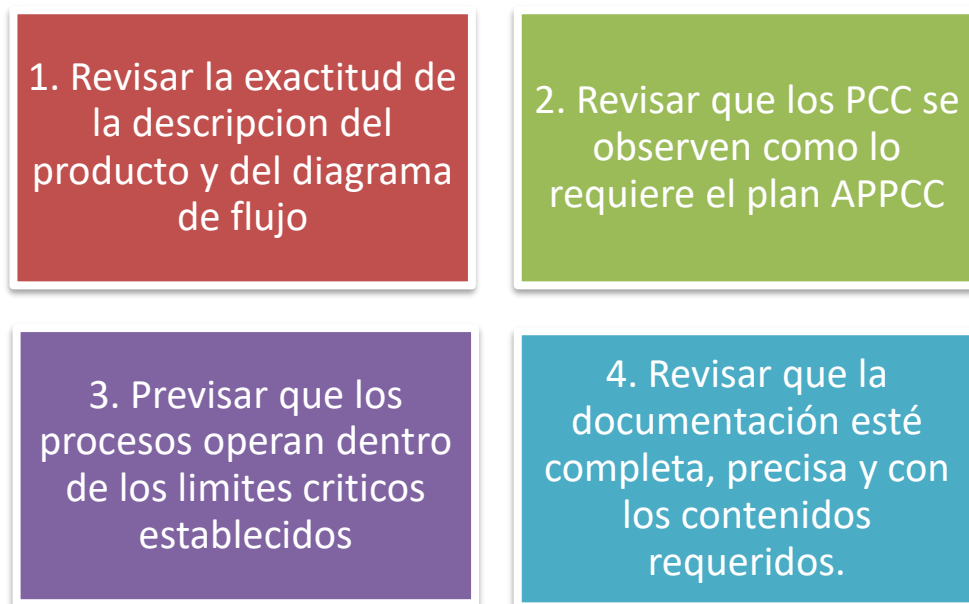 1. Revisar la exactitud de
la descripcion del
producto y del diagrama
de flujo
2. Revisar que los PCC se
observen como lo
requiere el plan APPCC
3. Previsar que los
procesos operan dentro
de los limites criticos
establecidos
4. Revisar que la
documentación esté
completa, precisa y con
los contenidos
requeridos.